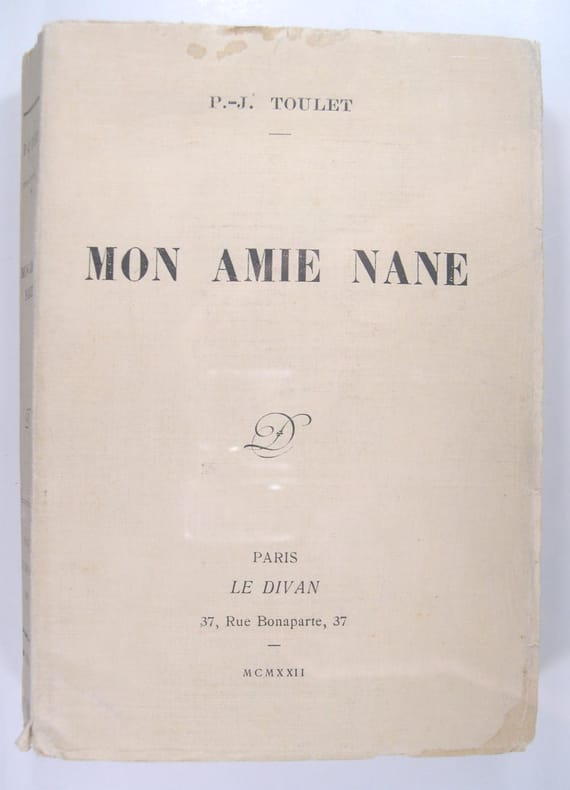 P.-J. TOULET
MON AMIE NANE
D
PARIS
LE DIVAN
37, Rue Bonaparte, 37
MCMXXII